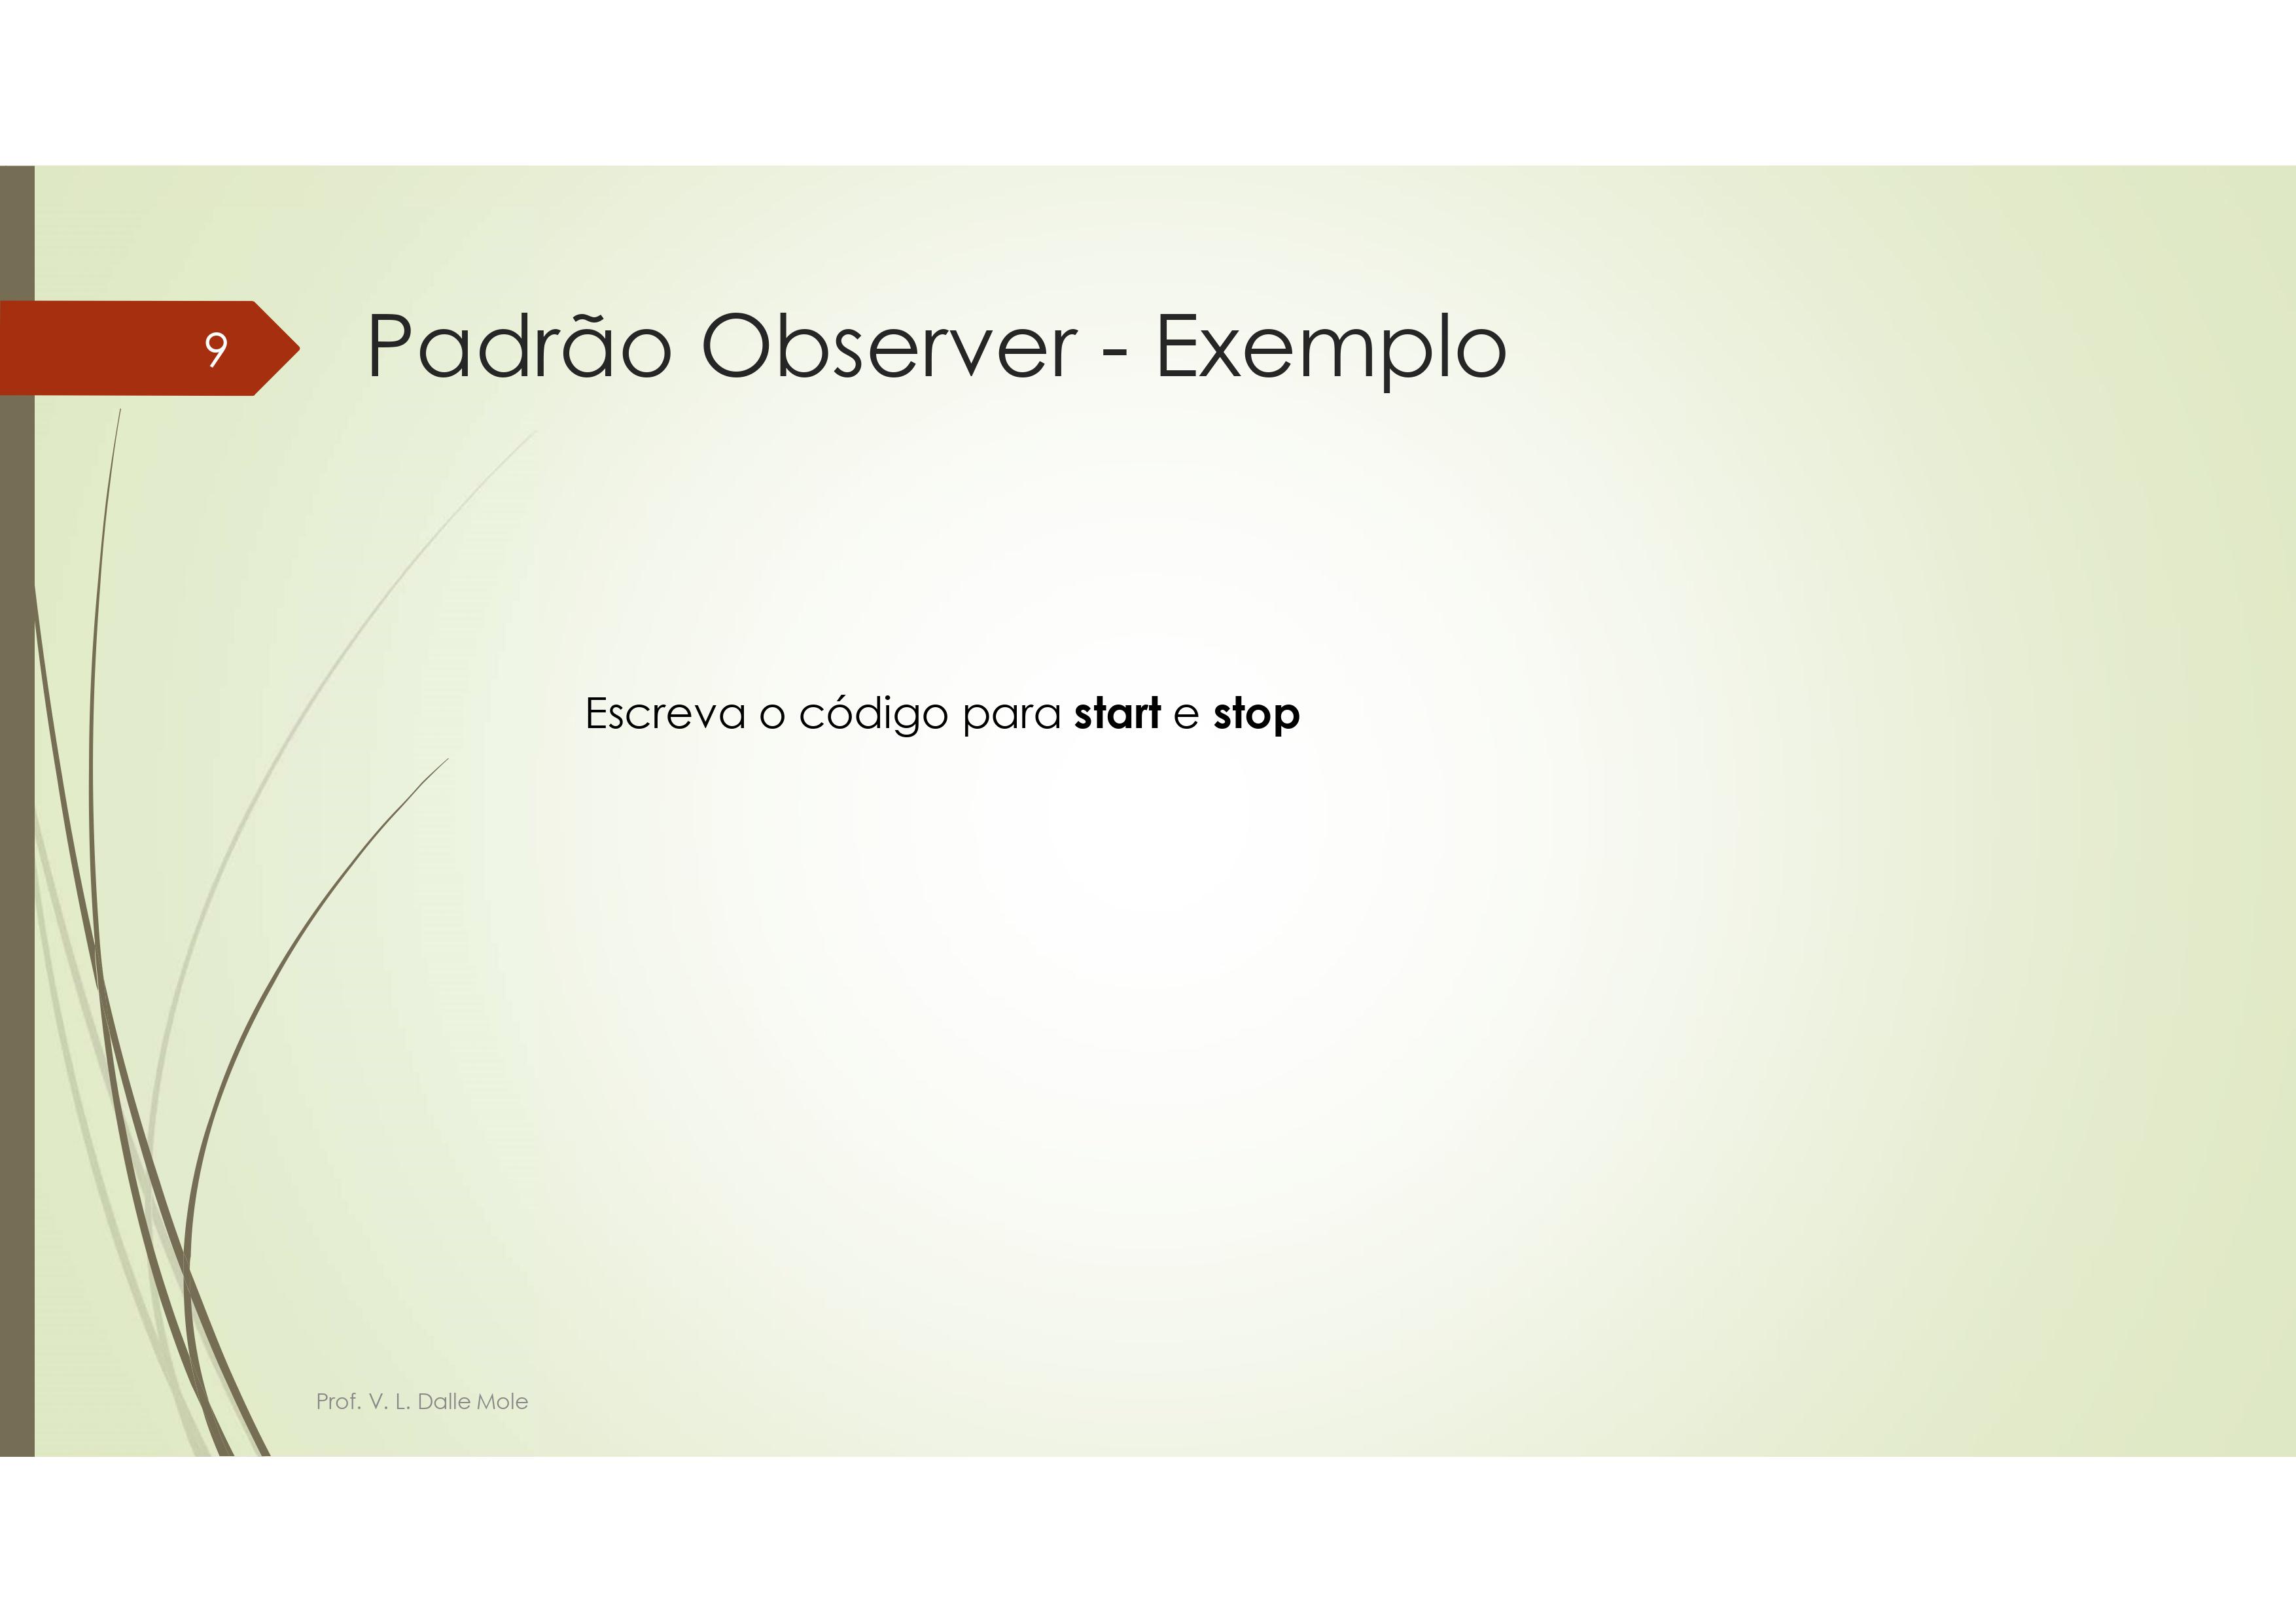 9
Padrão Observer - Exemplo
Escreva o código para start e stop
Prof. V. L. Dalle Mole